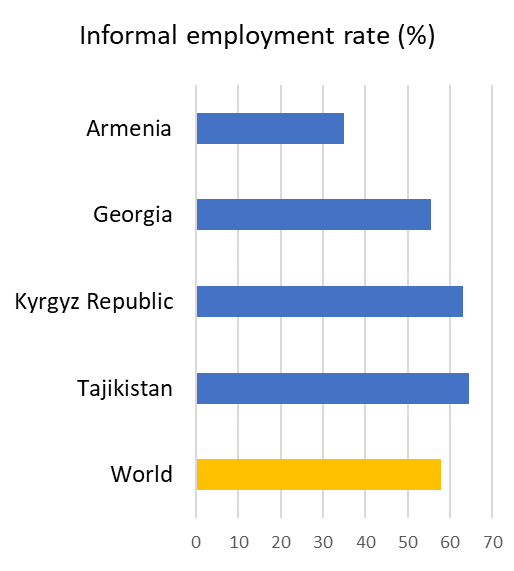 Informal employment rate (%)
Armenia
Georgia
Kyrgyz Republic
Tajikistan
World
0 10 20 30 40 50 60 70